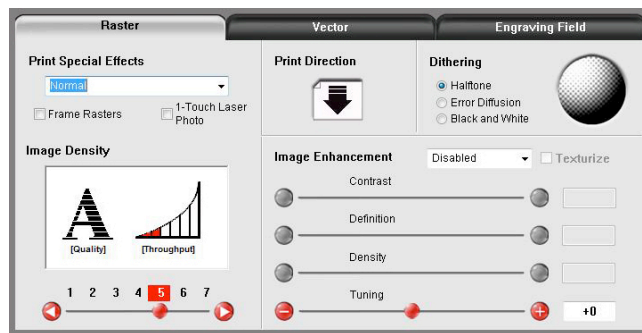 Raster
Vector
Engraving Field
Print Special Effects
Normal
Frame Rasters
1-Touch Laser
Photo
Print Direction
Dithering
Halftone
Error Diffusion
Black and White
Image Density
A
[Quality]
[Throughput]
1 2 3 4 5 6 7
Image Enhancement
Disabled
Texturize
Contrast
Definition
Density
Tuning
+0